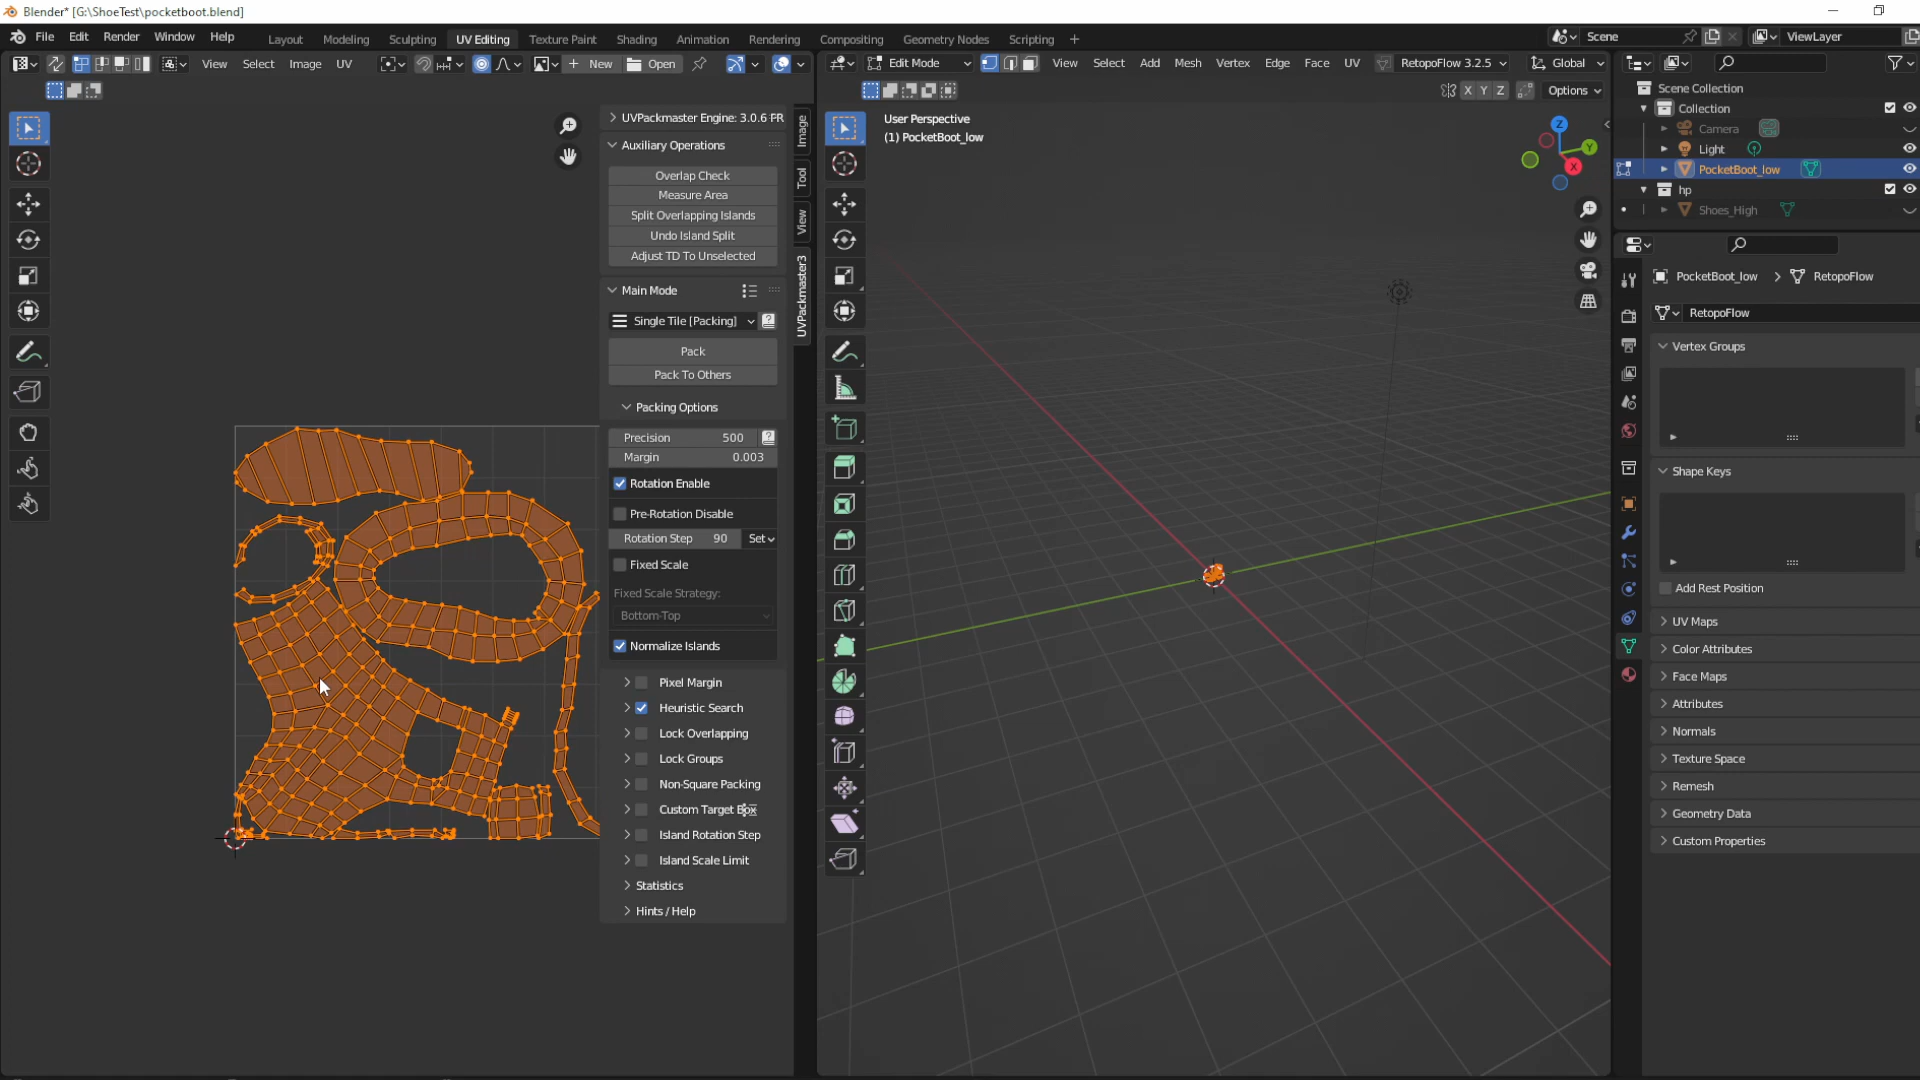 Blender* [G:\ShoeTest\pocketboot.blend]
File Edit Render Window Help
Layout Modeling Sculpting UV Editing Texture Paint Shading Animation Rendering Compositing Geometry Nodes Scripting +
Scene
ViewLayer
View Select Image UV
New
Open
Edit Mode
View Select Add Mesh Vertex Edge Face UV
RetopoFlow 3.2.5
Global
X Y Z
Options
UVPackmaster Engine: 3.0.6 PR
Auxiliary Operations
Overlap Check
Measure Area
Split Overlapping Islands
Undo Island Split
Adjust TD To Unselected
Main Mode
Single Tile [Packing]
Pack
Pack To Others
Packing Options
Precision 500
Margin 0.003
Rotation Enable
Pre-Rotation Disable
Rotation Step 90 Set
Fixed Scale
Fixed Scale Strategy:
Bottom-Top
Normalize Islands
Pixel Margin
Heuristic Search
Lock Overlapping
Lock Groups
Non-Square Packing
Custom Target Box
Island Rotation Step
Island Scale Limit
Statistics
Hints / Help
Image
Tool
View
UVPackmaster3
User Perspective
(1) PocketBoot_low
Z
Y
X
Scene Collection
Collection
Camera
Light
PocketBoot_low
hp
Shoes_High
PocketBoot_low > RetopoFlow
RetopoFlow
Vertex Groups
Shape Keys
Add Rest Position
UV Maps
Color Attributes
Face Maps
Attributes
Normals
Texture Space
Remesh
Geometry Data
Custom Properties